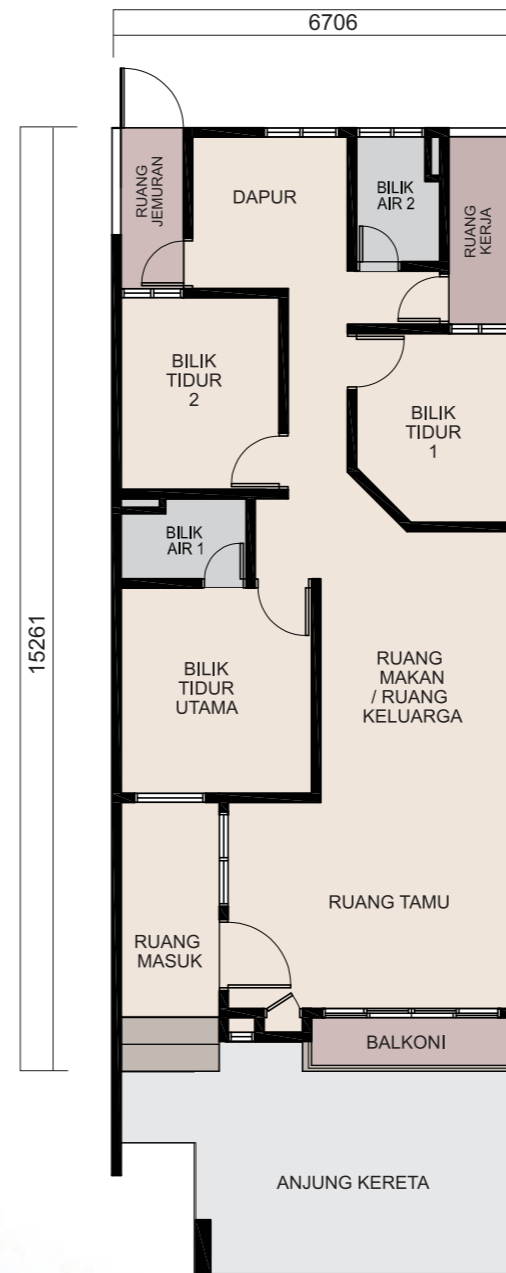 6706
15261
RUANG
JEMURAN
DAPUR
BILIK
AIR 2
RUANG
KERJA
BILIK
TIDUR
2
BILIK
TIDUR
1
BILIK
AIR 1
BILIK
TIDUR
UTAMA
RUANG
MAKAN
/ RUANG
KELUARGA
RUANG TAMU
RUANG
MASUK
BALKONI
ANJUNG KERETA